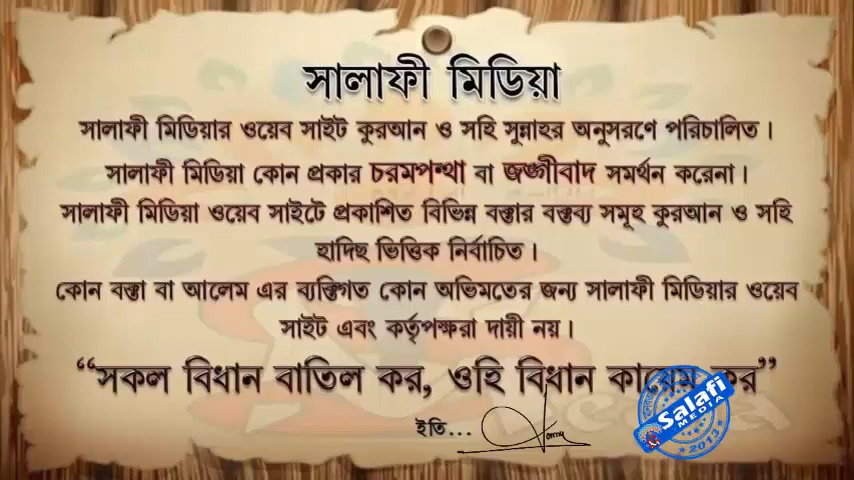 সালাফী মিডিয়া
সালাফী মিডিয়ার ওয়েব সাইট কুরআন ও সহি সুন্নাহর অনুসরণে পরিচালিত।
সালাফী মিডিয়া কোন প্রকার চরমপন্থা বা জঙ্গীবাদ সমর্থন করেনা।
সালাফী মিডিয়া ওয়েব সাইটে প্রকাশিত বিভিন্ন বক্তার বক্তব্য সমূহ কুরআন ও সহি
হাদিছ ভিত্তিক নির্বাচিত।
কোন বক্তা বা আলেম এর ব্যক্তিগত কোন অভিমতের জন্য সালাফী মিডিয়ার ওয়েব
সাইট এবং কর্তৃপক্ষরা দায়ী নয়।
“সকল বিধান বাতিল কর, ওহি বিধান কায়েম কর”
ইতি...
Salafi
MEDIA
2013